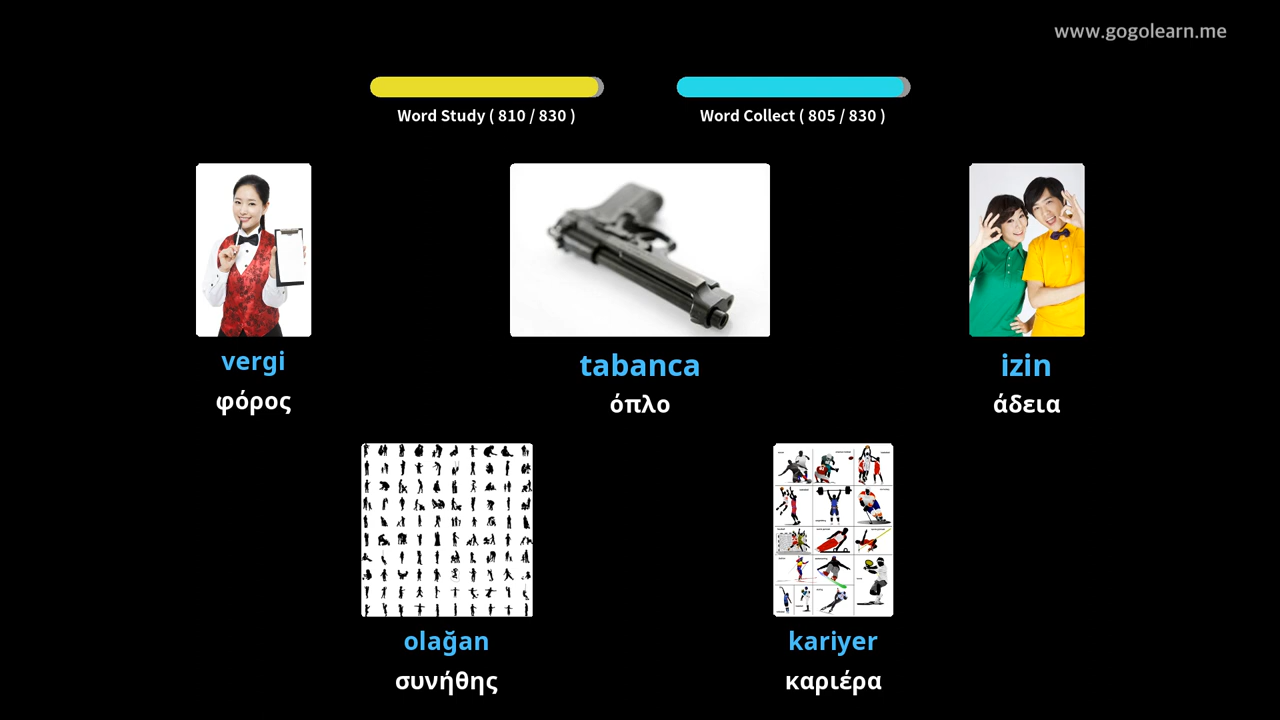 www.gogolearn.me
Word Study ( 810 / 830 )
Word Collect ( 805 / 830 )
vergi
φόρος
tabanca
όπλο
izin
άδεια
olağan
συνήθης
kariyer
καριέρα